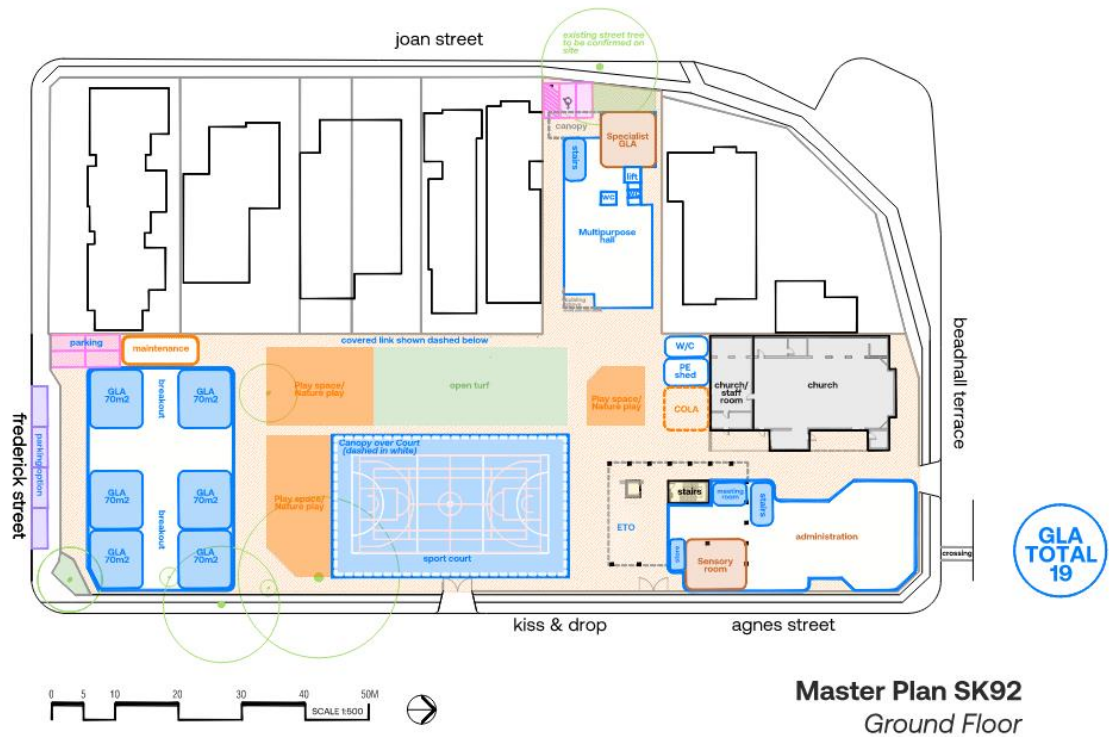 joan street
existing street tree
to be confirmed on
site
canopy
Specialist
GLA
stairs
lift
WC
WC
Multipurpose
hall
parking
maintenance
covered link shown dashed below
GLA
70m2
breakout
GLA
70m2
Play space/
Nature play
open turf
Play space/
Nature play
W/C
PE
shed
COLA
church/
staff
room
church
beadnall terrace
frederick street
parking option
Canopy over Court
(dashed in white)
GLA
70m2
GLA
70m2
Play space/
Nature play
stairs
meeting
room
stairs
ETO
GLA
70m2
breakout
GLA
70m2
sport court
store
Sensory
room
administration
crossing
GLA
TOTAL
19
kiss & drop
agnes street
0 5 10 20 30 40 50M
SCALE 1:500
Master Plan SK92
Ground Floor